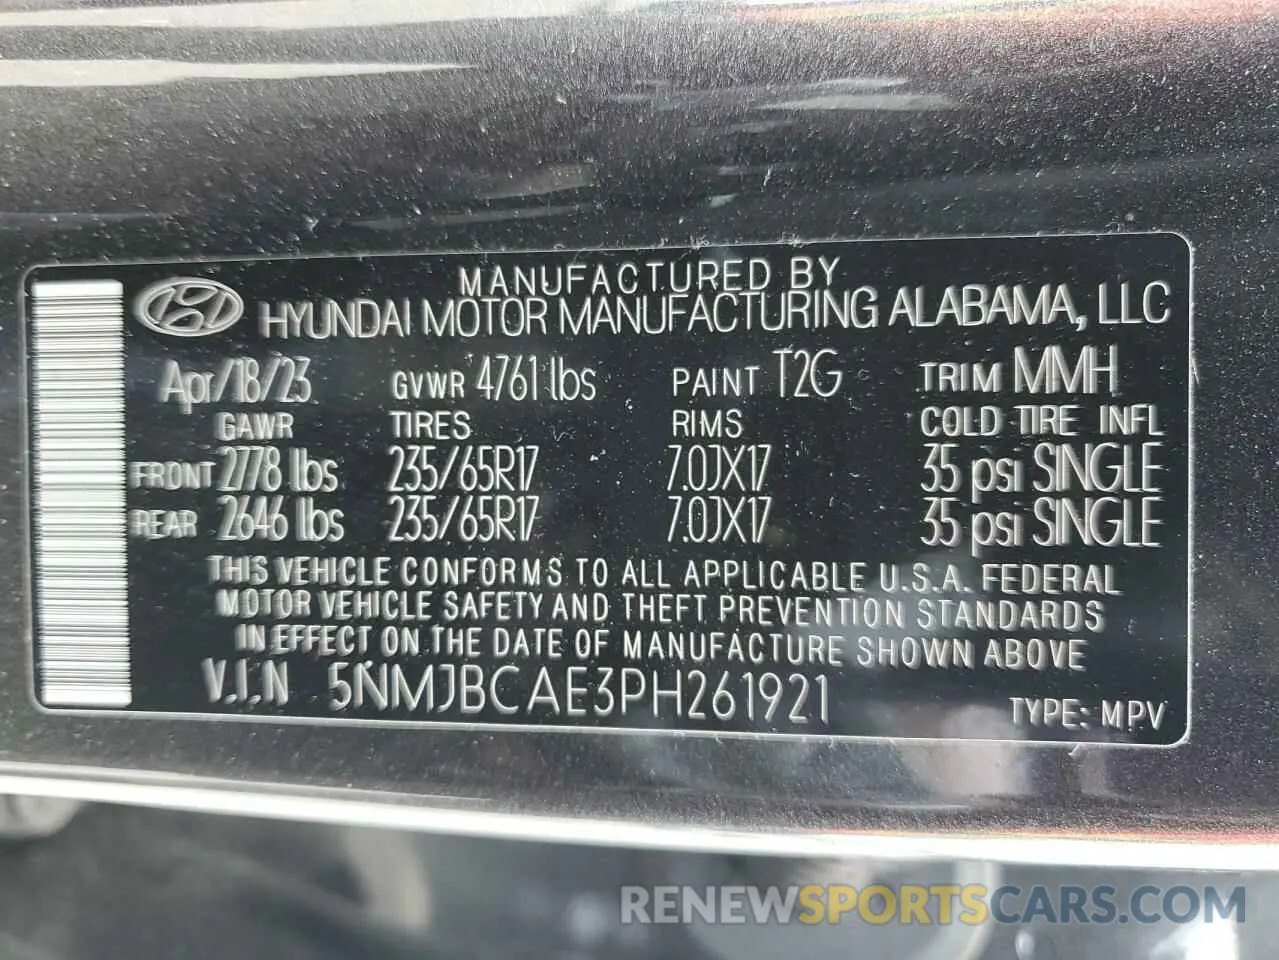 MANUFACTURED BY
HYUNDAI MOTOR MANUFACTURING ALABAMA, LLC
Apr/18/23 GVWR 4761 lbs PAINT T2G TRIM MMH
GAWR TIRES RIMS COLD TIRE INFL
FRONT 2778 lbs 235/65R17 7.0JX17 35 psi SINGLE
REAR 2646 lbs 235/65R17 7.0JX17 35 psi SINGLE
THIS VEHICLE CONFORMS TO ALL APPLICABLE U.S.A. FEDERAL
MOTOR VEHICLE SAFETY AND THEFT PREVENTION STANDARDS
IN EFFECT ON THE DATE OF MANUFACTURE SHOWN ABOVE
V.I.N 5NMJBCAE3PH261921 TYPE: MPV
RENEWSPORTSCARS.COM